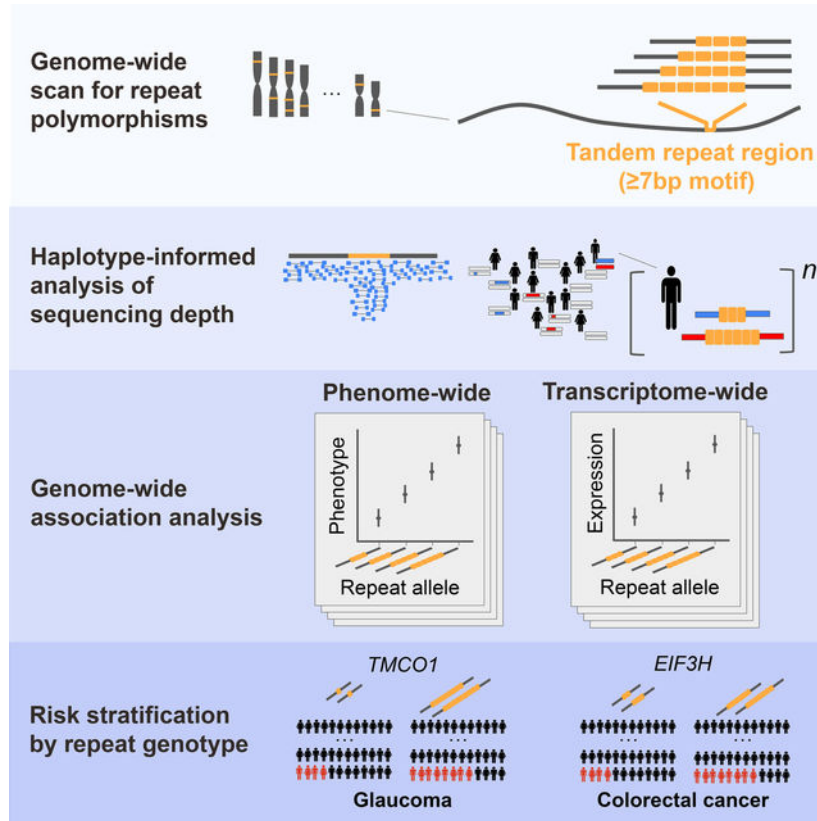 Genome-wide
scan for repeat
polymorphisms
...
Tandem repeat region
(≥7bp motif)
Haplotype-informed
analysis of
sequencing depth
n
Genome-wide
association analysis
Phenome-wide
Phenotype
Repeat allele
Transcriptome-wide
Expression
Repeat allele
Risk stratification
by repeat genotype
TMCO1
... ...
Glaucoma
EIF3H
... ...
Colorectal cancer